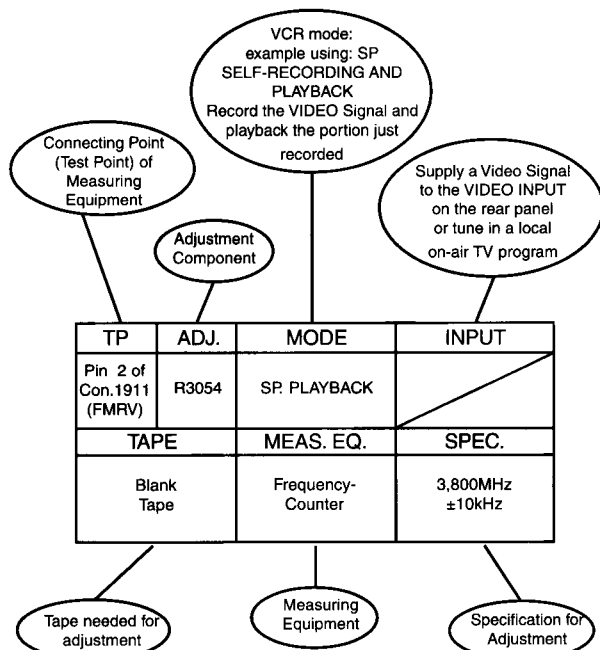 VCR mode:
example using: SP
SELF-RECORDING AND
PLAYBACK
Record the VIDEO Signal and
playback the portion just
recorded
Connecting Point
(Test Point) of
Measuring
Equipment
Supply a Video Signal
to the VIDEO INPUT
on the rear panel
or tune in a local
on-air TV program
Adjustment
Component
TP
ADJ.
MODE
INPUT
Pin 2 of
Con.1911
(FMRV)
R3054
SP. PLAYBACK
TAPE
MEAS. EQ.
SPEC.
Blank
Tape
Frequency-
Counter
3,800MHz
±10kHz
Tape needed for
adjustment
Measuring
Equipment
Specification for
Adjustment